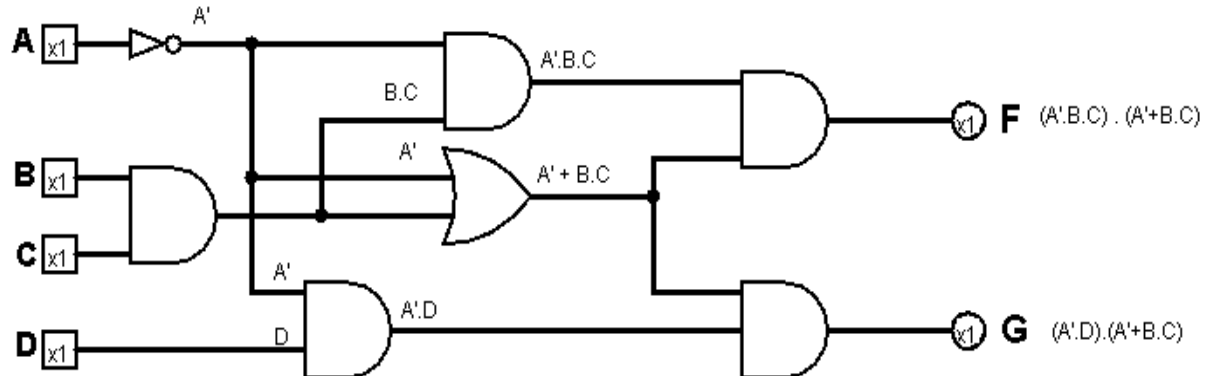 A'
A x1
A'.B.C
B.C
x1 F (A'.B.C) . (A'+B.C)
A'
B x1
A' + B.C
C x1
A'
A'.D
D
D x1
x1 G (A'.D).(A'+B.C)